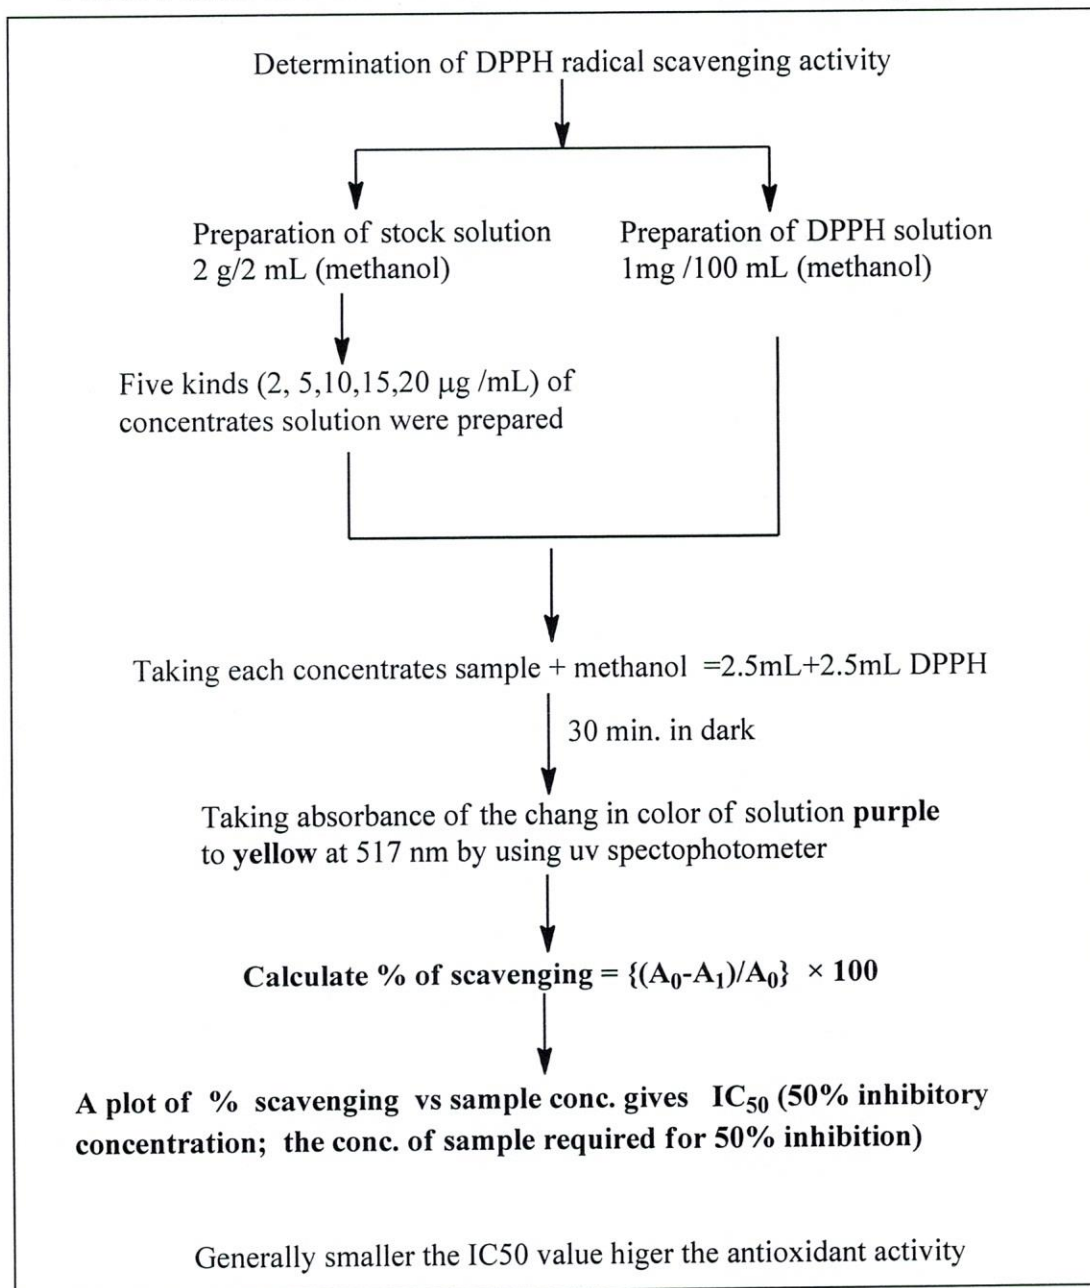 Determination of DPPH radical scavenging activity
Preparation of stock solution
2 g/2 mL (methanol)
Preparation of DPPH solution
1mg /100 mL (methanol)
Five kinds (2, 5,10,15,20 μg /mL) of
concentrates solution were prepared
Taking each concentrates sample + methanol =2.5mL+2.5mL DPPH
30 min. in dark
Taking absorbance of the chang in color of solution purple
to yellow at 517 nm by using uv spectophotometer
Calculate % of scavenging = {(A₀-A₁)/A₀} × 100
A plot of % scavenging vs sample conc. gives IC₅₀ (50% inhibitory
concentration; the conc. of sample required for 50% inhibition)
Generally smaller the IC50 value higer the antioxidant activity